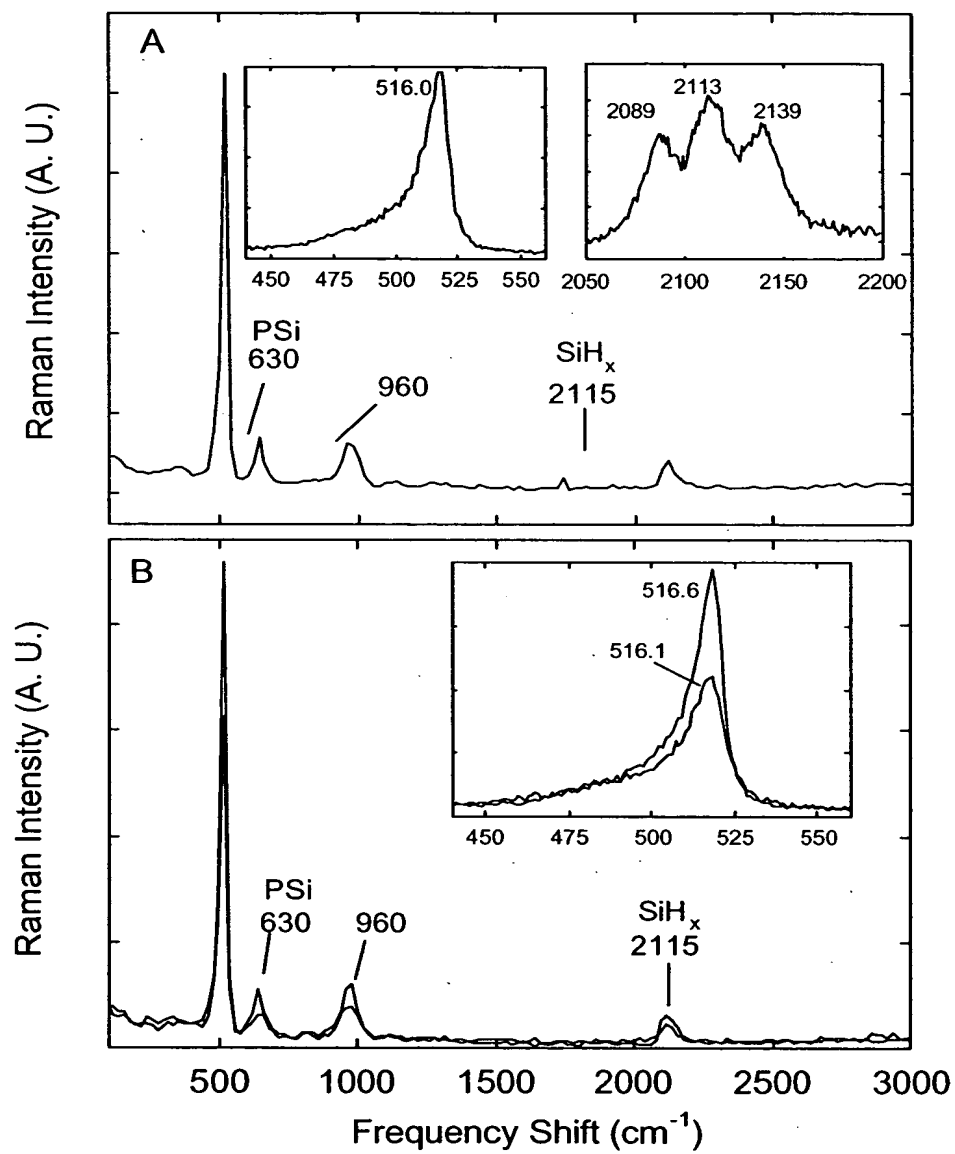 A
516.0
450 475 500 525 550
2089 2113 2139
2050 2100 2150 2200
PSi
630
960
SiHx
2115
Raman Intensity (A. U.)
B
516.6
516.1
450 475 500 525 550
PSi
630
960
SiHx
2115
Raman Intensity (A. U.)
500 1000 1500 2000 2500 3000
Frequency Shift (cm-1)